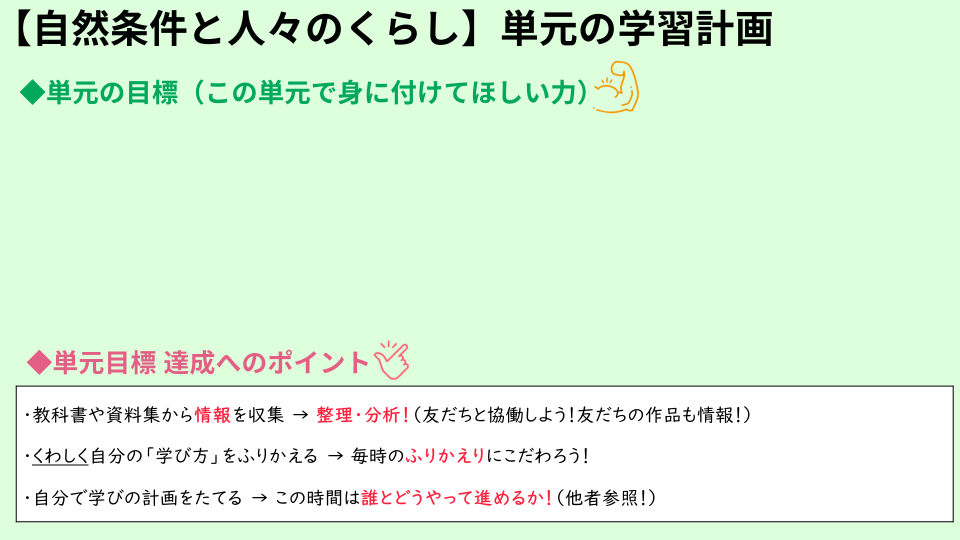 【自然条件と人々のくらし】単元の学習計画
◆単元の目標（この単元で身に付けてほしい力）
◆単元目標 達成へのポイント
・教科書や資料集から情報を収集 → 整理・分析！（友だちと協働しよう！友だちの作品も情報！）
・くわしく自分の「学び方」をふりかえる → 毎時のふりかえりにこだわろう！
・自分で学びの計画をたてる → この時間は誰とどうやって進めるか！（他者参照！）